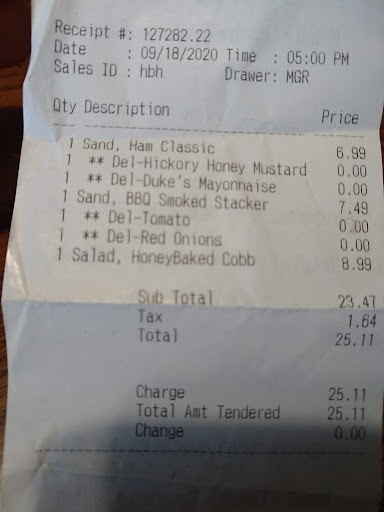 Receipt #: 127282.22
Date : 09/18/2020 Time : 05:00 PM
Sales ID : hbh Drawer: MGR
Qty Description Price
1 Sand, Ham Classic 6.99
1 ** Del-Hickory Honey Mustard 0.00
1 ** Del-Duke's Mayonnaise 0.00
1 Sand, BBQ Smoked Stacker 7.49
1 ** Del-Tomato 0.00
1 ** Del-Red Onions 0.00
1 Salad, HoneyBaked Cobb 8.99
Sub Total 23.47
Tax 1.64
Total 25.11
Charge 25.11
Total Amt Tendered 25.11
Change 0.00